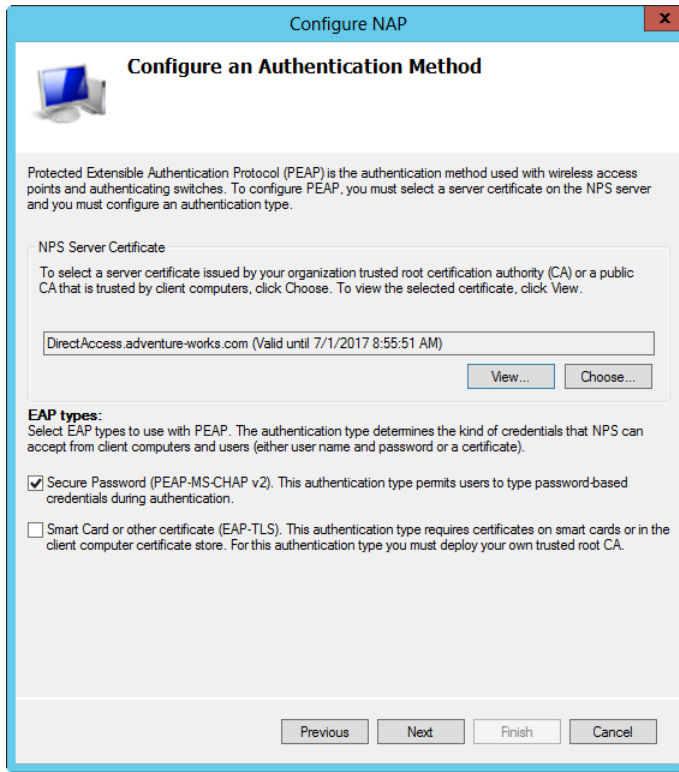 Configure NAP
x
Configure an Authentication Method
Protected Extensible Authentication Protocol (PEAP) is the authentication method used with wireless access
points and authenticating switches. To configure PEAP, you must select a server certificate on the NPS server
and you must configure an authentication type.
NPS Server Certificate
To select a server certificate issued by your organization trusted root certification authority (CA) or a public
CA that is trusted by client computers, click Choose. To view the selected certificate, click View.
DirectAccess.adventure-works.com (Valid until 7/1/2017 8:55:51 AM)
View... Choose...
EAP types:
Select EAP types to use with PEAP. The authentication type determines the kind of credentials that NPS can
accept from client computers and users (either user name and password or a certificate).
Secure Password (PEAP-MS-CHAP v2). This authentication type permits users to type password-based
credentials during authentication.
Smart Card or other certificate (EAP-TLS). This authentication type requires certificates on smart cards or in the
client computer certificate store. For this authentication type you must deploy your own trusted root CA.
Previous Next Finish Cancel